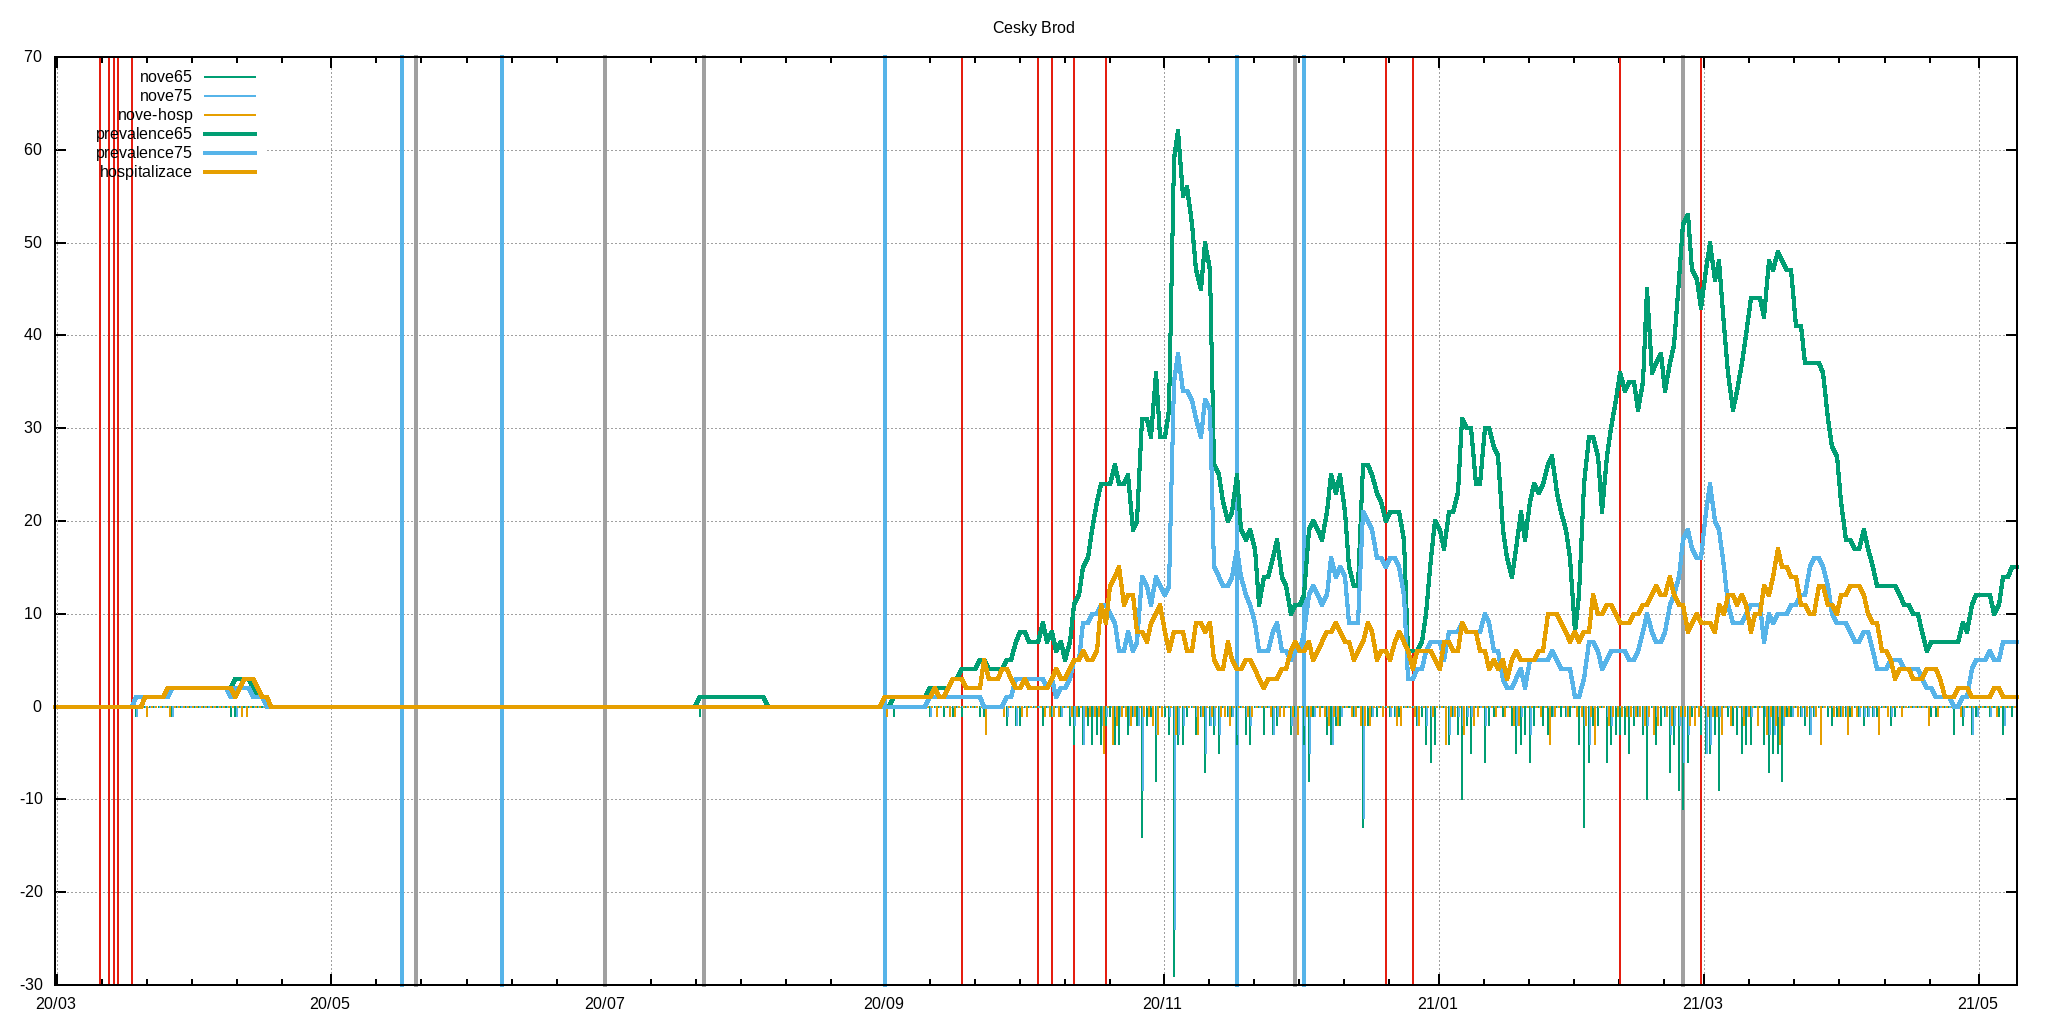 Cesky Brod
70
60
50
40
30
20
10
0
-10
-20
-30
nove65
nove75
nove-hosp
prevalence65
prevalence75
hospitalizace
20/03 20/05 20/07 20/09 20/11 21/01 21/03 21/05